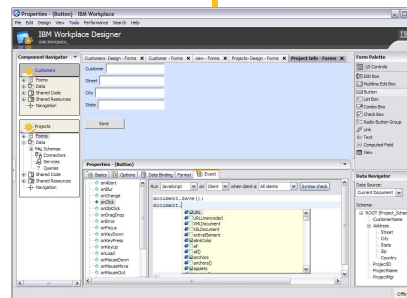 Properties - [Button] - IBM Workplace
File Edit Design View Tools Performance Search Help
IBM Workplace Designer
Component Navigator
Customers
Forms
Data
Shared Code
Shared Resources
Navigation
Projects
Forms
Data
Schemas
Connectors
Services
Queries
Shared Code
Shared Resources
Navigation
Customers- Design - Forms Customer - Forms view - Forms Projects- Design - Forms Project Info - Forms
Customer
Street
City
State
Save
Properties - [Button]
Basics Options Data Binding Format Event
onAbort
onBlur
onChange
onClick
onDblClick
onDragDrop
onError
onFocus
onKeyDown
onKeyPress
onKeyUp
onLoad
onMouseDown
onMouseMove
onMouseOut
Run JavaScript on Client when client is All clients Syntax check
document.Save();
document.
URL
URLUnencoded
XMLDocument
XSLDocument
activeElement
alinkColor
all
all()
anchors
anchors()
applets
Form Palette
UI Controls
Edit Box
Multiline Edit Box
Button
List Box
Combo Box
Check Box
Radio Button Group
Link
Text
Computed Field
View
Data Navigator
Data Source:
Current Document
Schema:
ROOT (Project_Schem
CustomerName
Address
Street
City
State
Zip
Country
ProjectID
ProjectName
ProjectMgr